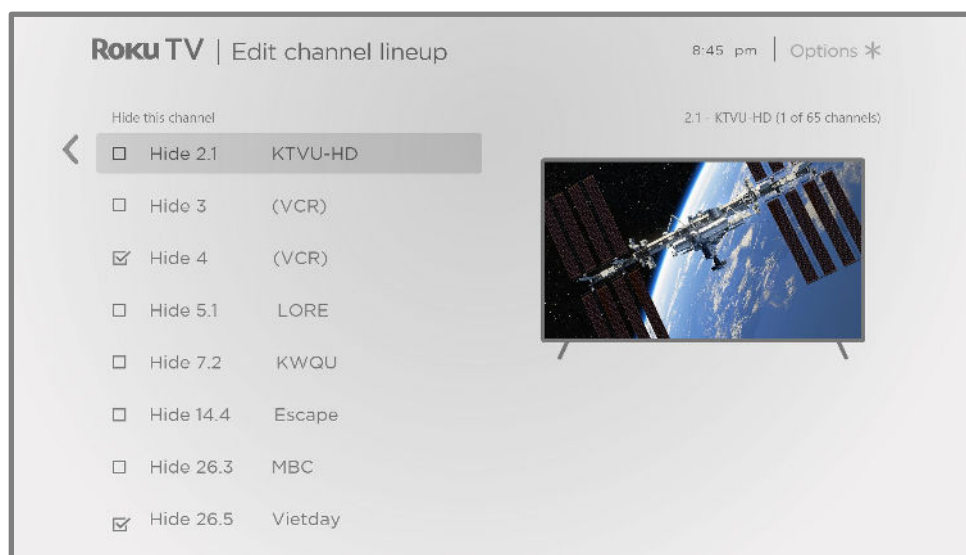 Roku TV | Edit channel lineup
8:45 pm | Options *
Hide this channel
2.1 - KTVU-HD (1 of 65 channels)
Hide 2.1 KTVU-HD
Hide 3 (VCR)
Hide 4 (VCR)
Hide 5.1 LORE
Hide 7.2 KWQU
Hide 14.4 Escape
Hide 26.3 MBC
Hide 26.5 Vietday